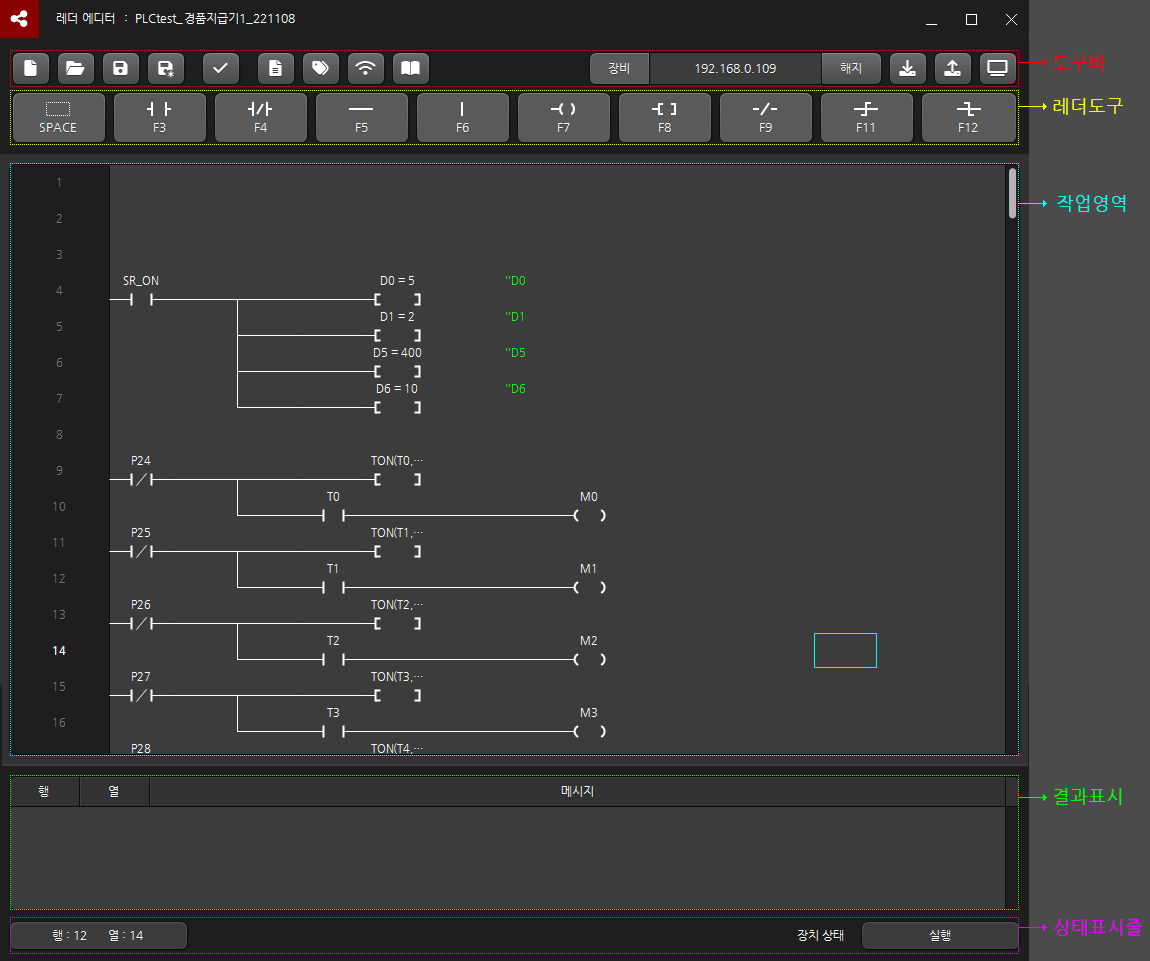 레더 에디터 : PLCtest_경품지급기1_221108
장비 192.168.0.109 해지
도구바
SPACE F3 F4 F5 F6 F7 F8 F9 F11 F12
레더도구
작업영역
1
2
3
SR_ON D0 = 5 "D0
4
D1 = 2 "D1
5
D5 = 400 "D5
6
D6 = 10 "D6
7
8
P24 TON(T0,...
9
T0 M0
10
P25 TON(T1,...
11
T1 M1
12
P26 TON(T2,...
13
T2 M2
14
P27 TON(T3,...
15
T3 M3
16
P28 TON(T4,...
행 열 메시지
결과표시
행 : 12 열 : 14 장치 상태 실행
상태표시줄